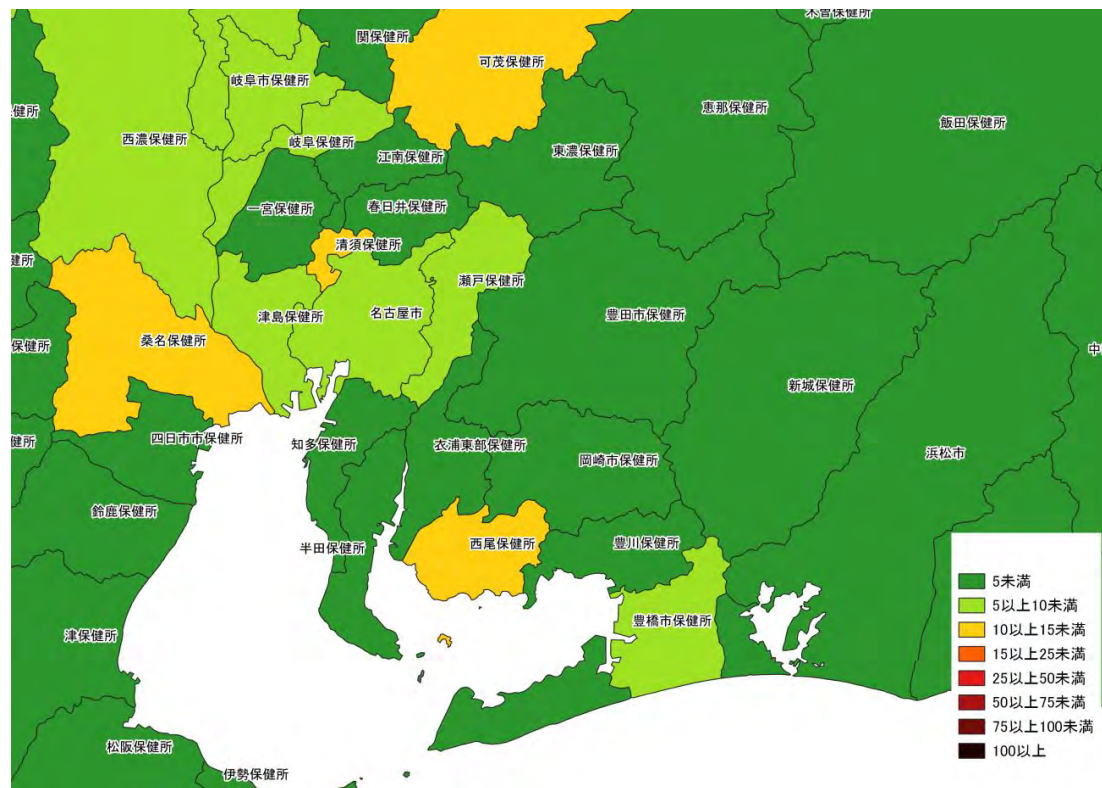 木曽保健所
関保健所
可茂保健所
岐阜市保健所
恵那保健所
保健所
飯田保健所
西濃保健所
岐阜保健所
江南保健所
東濃保健所
一宮保健所
春日井保健所
清須保健所
健所
瀬戸保健所
津島保健所
名古屋市
豊田市保健所
桑名保健所
保健所
中
新城保健所
四日市市保健所
知多保健所
衣浦東部保健所
健所
岡崎市保健所
浜松市
鈴鹿保健所
半田保健所
西尾保健所
豊川保健所
5未満
5以上10未満
豊橋市保健所
10以上15未満
津保健所
15以上25未満
25以上50未満
50以上75未満
75以上100未満
松阪保健所
100以上
伊勢保健所